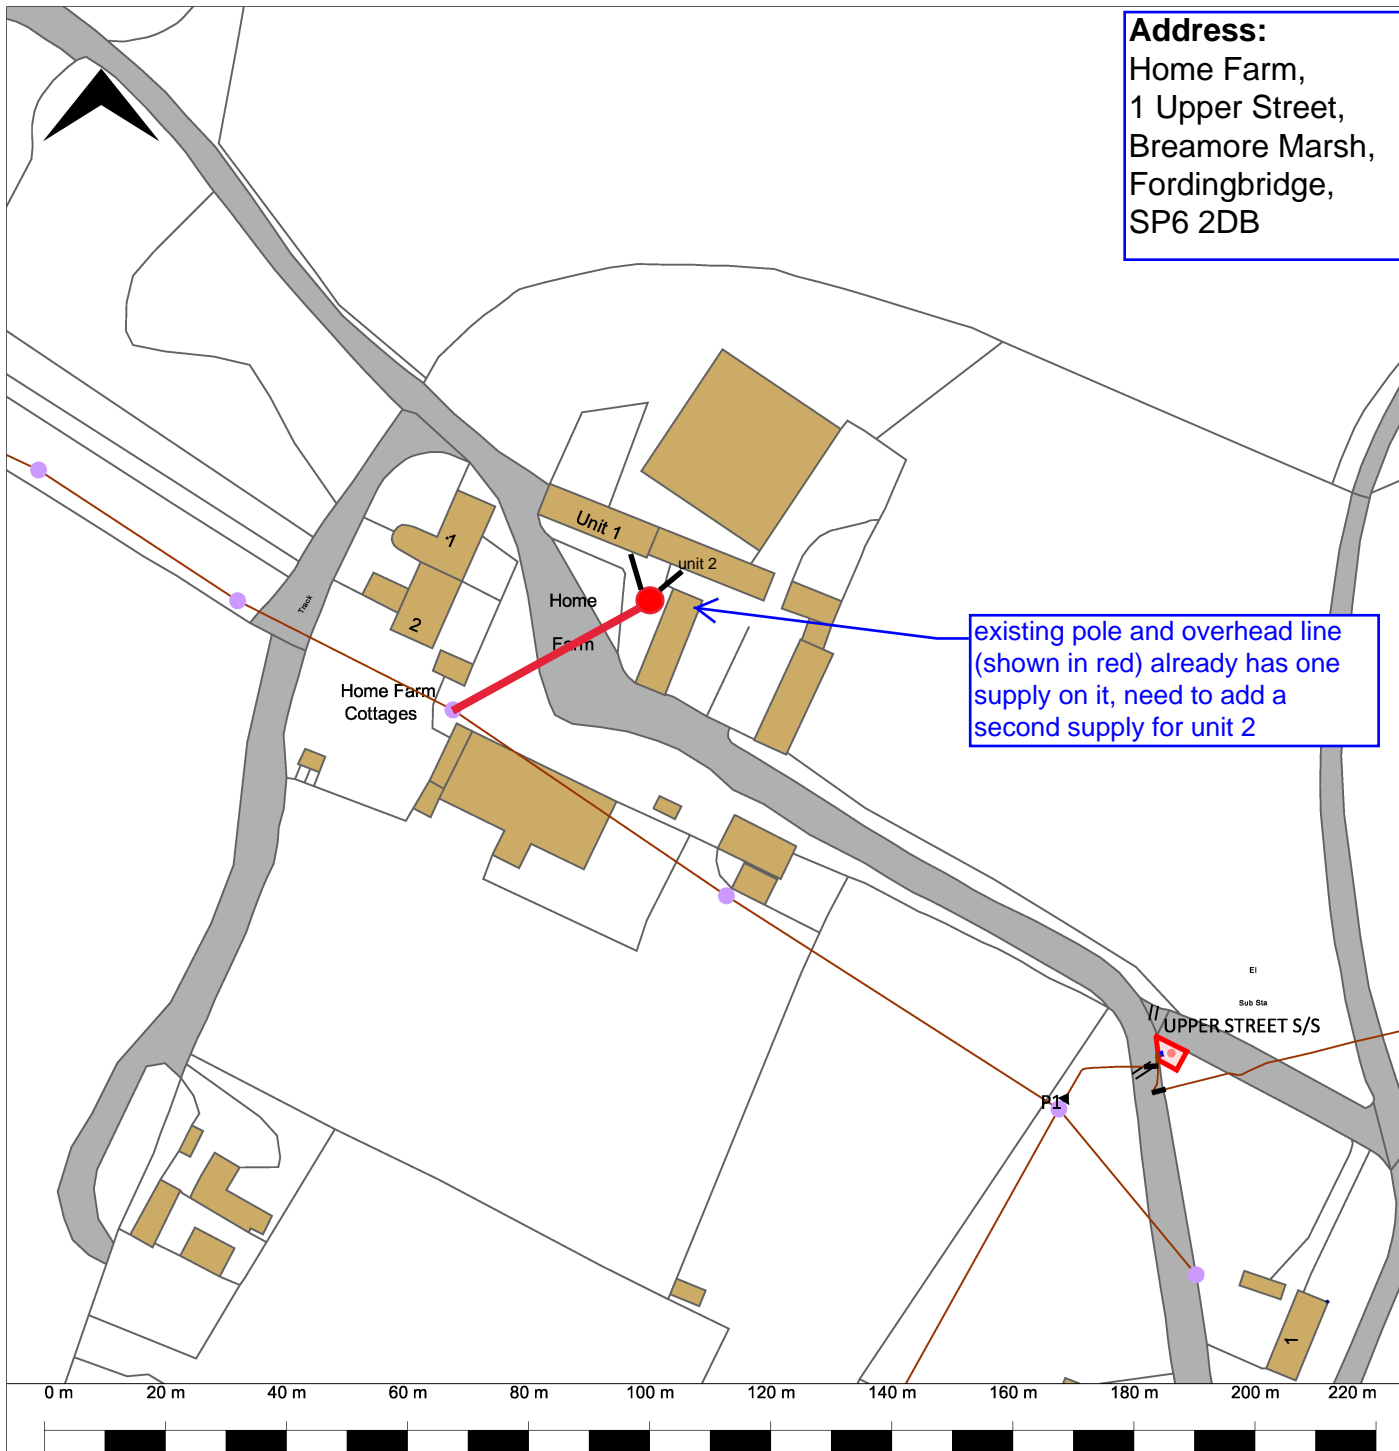 Address:
Home Farm,
1 Upper Street,
Breamore Marsh,
Fordingbridge,
SP6 2DB
Unit 1
unit 2
1
2
Track
Home
Farm
Home Farm
Cottages
existing pole and overhead line
(shown in red) already has one
supply on it, need to add a
second supply for unit 2
El
Sub Sta
UPPER STREET S/S
P1
1
0 m 20 m 40 m 60 m 80 m 100 m 120 m 140 m 160 m 180 m 200 m 220 m